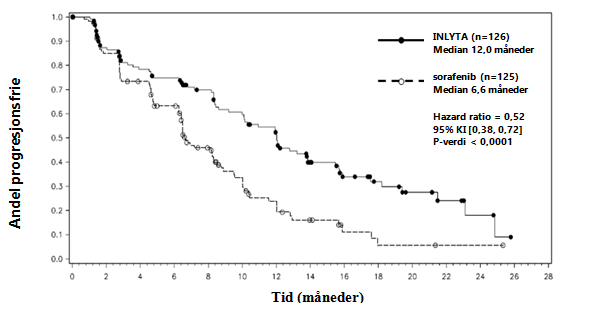 Andel progresjonsfrie
1.0
0.9
0.8
0.7
0.6
0.5
0.4
0.3
0.2
0.1
0.0
INLYTA (n=126)
Median 12,0 måneder
sorafenib (n=125)
Median 6,6 måneder
Hazard ratio = 0,52
95% KI [0,38, 0,72]
P-verdi < 0,0001
0 2 4 6 8 10 12 14 16 18 20 22 24 26 28
Tid (måneder)